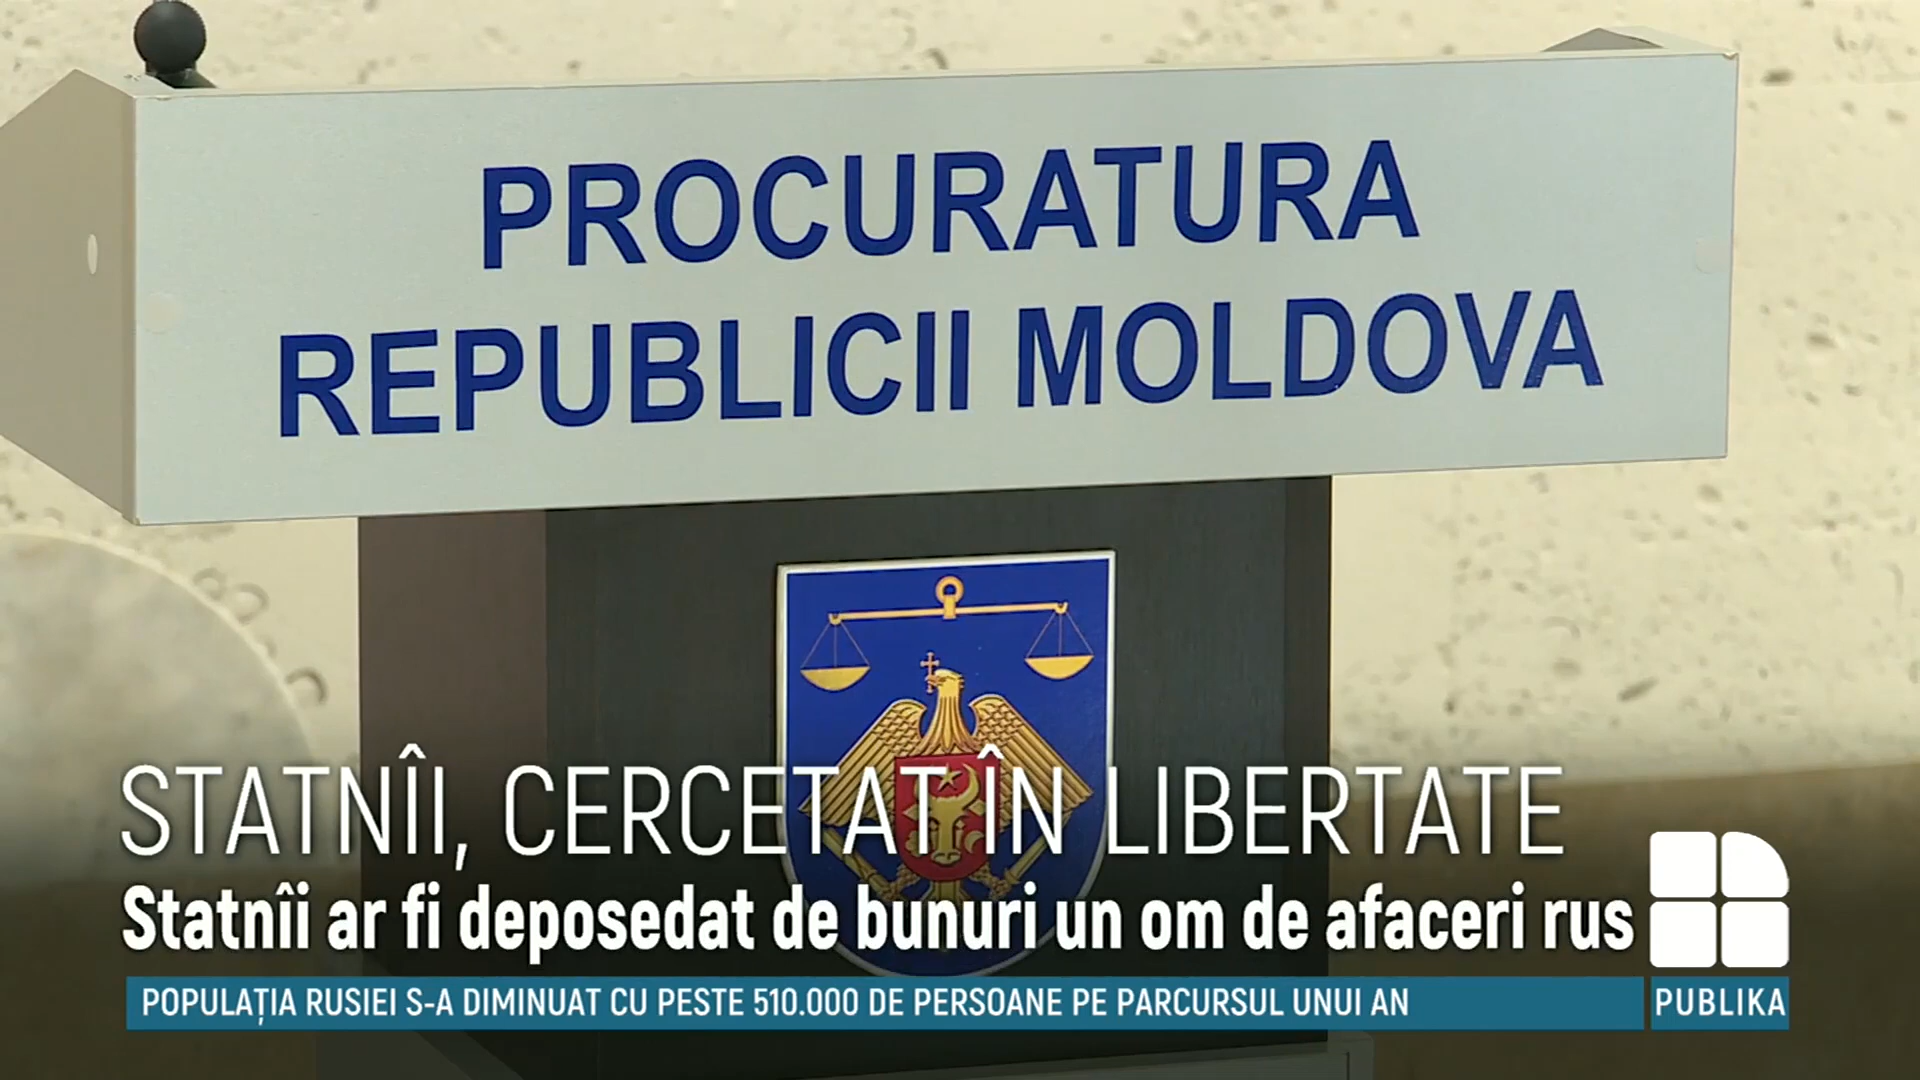 PROCURATURA
REPUBLICII MOLDOVA
STATNÎI, CERCETAT ÎN LIBERTATE
Statnîi ar fi deposedat de bunuri un om de afaceri rus
POPULAȚIA RUSIEI S-A DIMINUAT CU PESTE 510.000 DE PERSOANE PE PARCURSUL UNUI AN
PUBLIKA